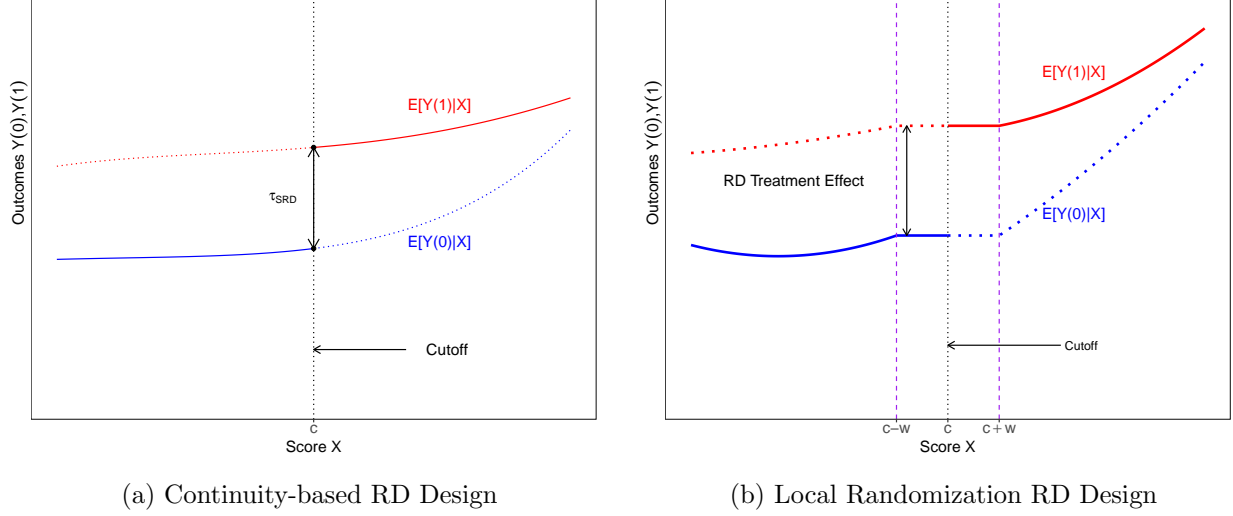 Outcomes Y(0),Y(1)
E[Y(1)|X]
τSRD
E[Y(0)|X]
Cutoff
c
Score X
(a) Continuity-based RD Design
Outcomes Y(0),Y(1)
E[Y(1)|X]
RD Treatment Effect
E[Y(0)|X]
Cutoff
c−w c c+w
Score X
(b) Local Randomization RD Design